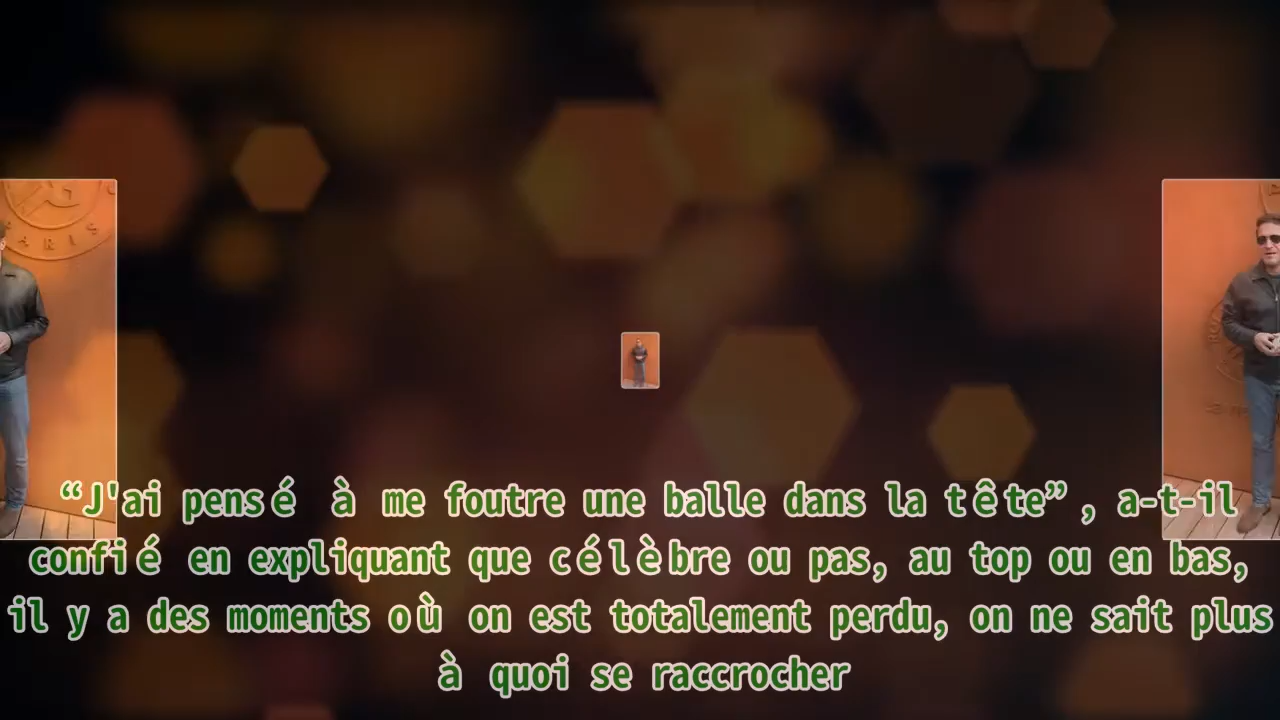 PARIS
“J'ai pensé à me foutre une balle dans la tête”, a-t-il
confié en expliquant que célèbre ou pas, au top ou en bas,
il y a des moments où on est totalement perdu, on ne sait plus
à quoi se raccrocher